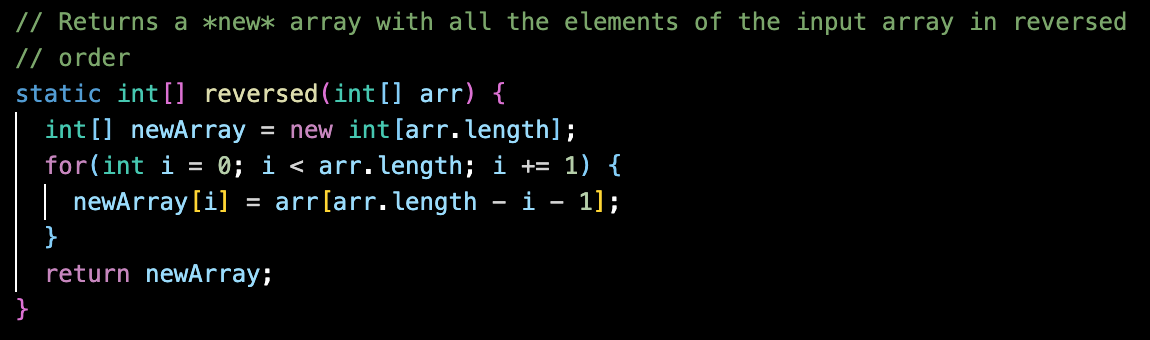 // Returns a *new* array with all the elements of the input array in reversed
// order
static int[] reversed(int[] arr) {
  int[] newArray = new int[arr.length];
  for(int i = 0; i < arr.length; i += 1) {
    newArray[i] = arr[arr.length - i - 1];
  }
  return newArray;
}